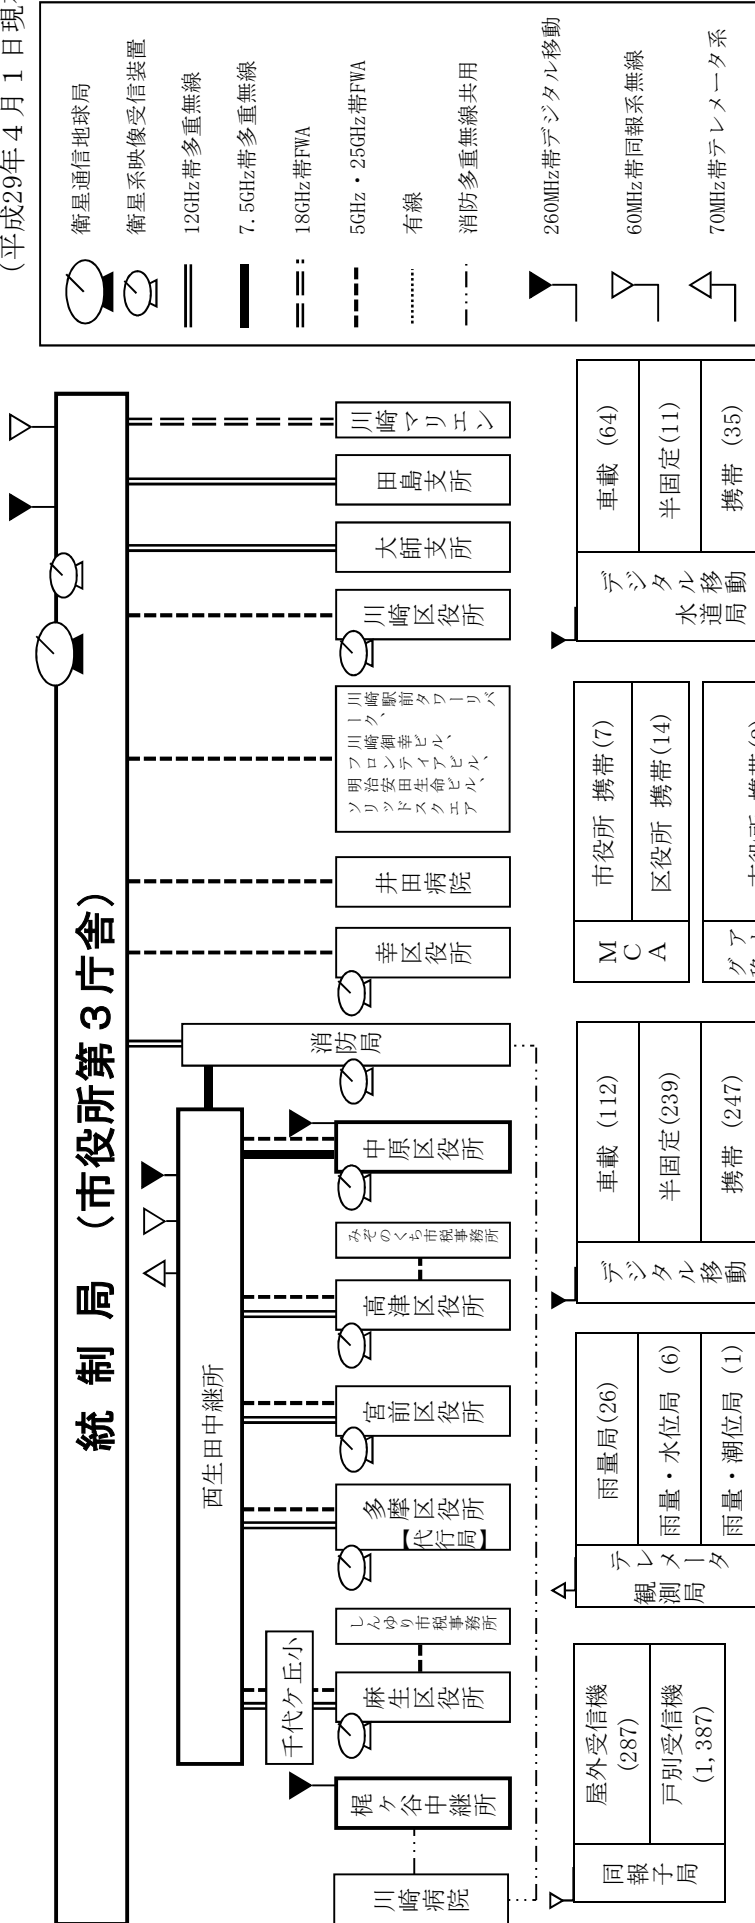 (平成29年4月1日現
衛星通信地球局
衛星系映像受信装置
12GHz帯多重無線
7.5GHz帯多重無線
18GHz帯FWA
5GHz・25GHz帯FWA
有線
消防多重無線共用
260MHz帯デジタル移動
60MHz帯同報系無線
70MHz帯テレメータ系
統 制 局 (市役所第3庁舎)
西生田中継所
消防局
千代ケ丘小
川崎マリエン
田島支所
大師支所
川崎区役所
川崎駅前タワーリバ
ーク、
川崎御幸ビル、
フロンティアビル、
明治安田生命ビル、
ソリッドスクエア
井田病院
幸区役所
中原区役所
みぞのくち市税事務所
高津区役所
宮前区役所
多摩区役所
【代行局】
しんゆり市税事務所
麻生区役所
梶ケ谷中継所
川崎病院
同報子局
屋外受信機
(287)
戸別受信機
(1,387)
テレメータ
観測局
雨量局(26)
雨量・水位局 (6)
雨量・潮位局 (1)
デジタル移動
車載 (112)
半固定(239)
携帯 (247)
MCA
市役所 携帯(7)
区役所 携帯(14)
デジタル移動
水道局
車載 (64)
半固定(11)
携帯 (35)